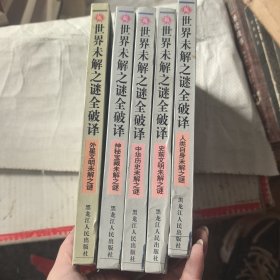 世界未解之谜全破译
外星文明未解之谜
黑龙江人民出版社
世界未解之谜全破译
神秘宝藏未解之谜
黑龙江人民出版社
世界未解之谜全破译
中华历史未解之谜
黑龙江人民出版社
世界未解之谜全破译
史前文明未解之谜
黑龙江人民出版社
世界未解之谜全破译
人类自身未解之谜
黑龙江人民出版社